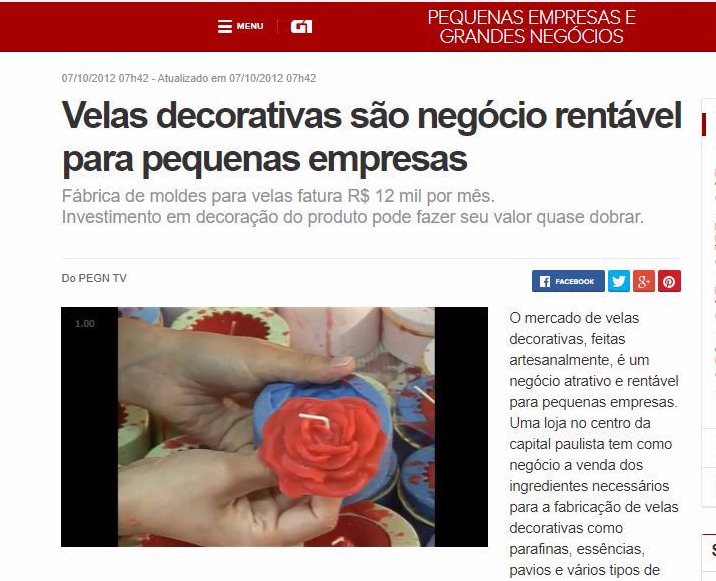 MENU
G1
PEQUENAS EMPRESAS E
GRANDES NEGÓCIOS
07/10/2012 07h42 - Atualizado em 07/10/2012 07h42
Velas decorativas são negócio rentável
para pequenas empresas
Fábrica de moldes para velas fatura R$ 12 mil por mês.
Investimento em decoração do produto pode fazer seu valor quase dobrar.
Do PEGN TV
FACEBOOK
1.00
O mercado de velas
decorativas, feitas
artesanalmente, é um
negócio atrativo e rentável
para pequenas empresas.
Uma loja no centro da
capital paulista tem como
negócio a venda dos
ingredientes necessários
para a fabricação de velas
decorativas como
parafinas, essências,
pavios e vários tipos de